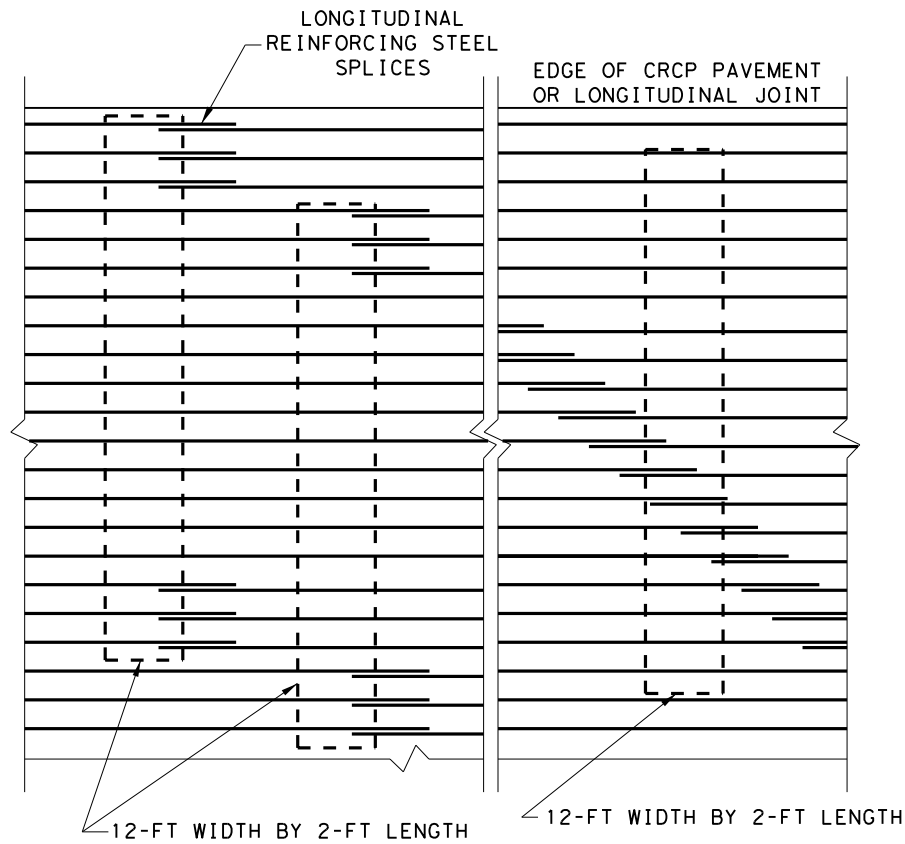 LONGITUDINAL
REINFORCING STEEL
SPLICES
EDGE OF CRCP PAVEMENT
OR LONGITUDINAL JOINT
12-FT WIDTH BY 2-FT LENGTH
12-FT WIDTH BY 2-FT LENGTH